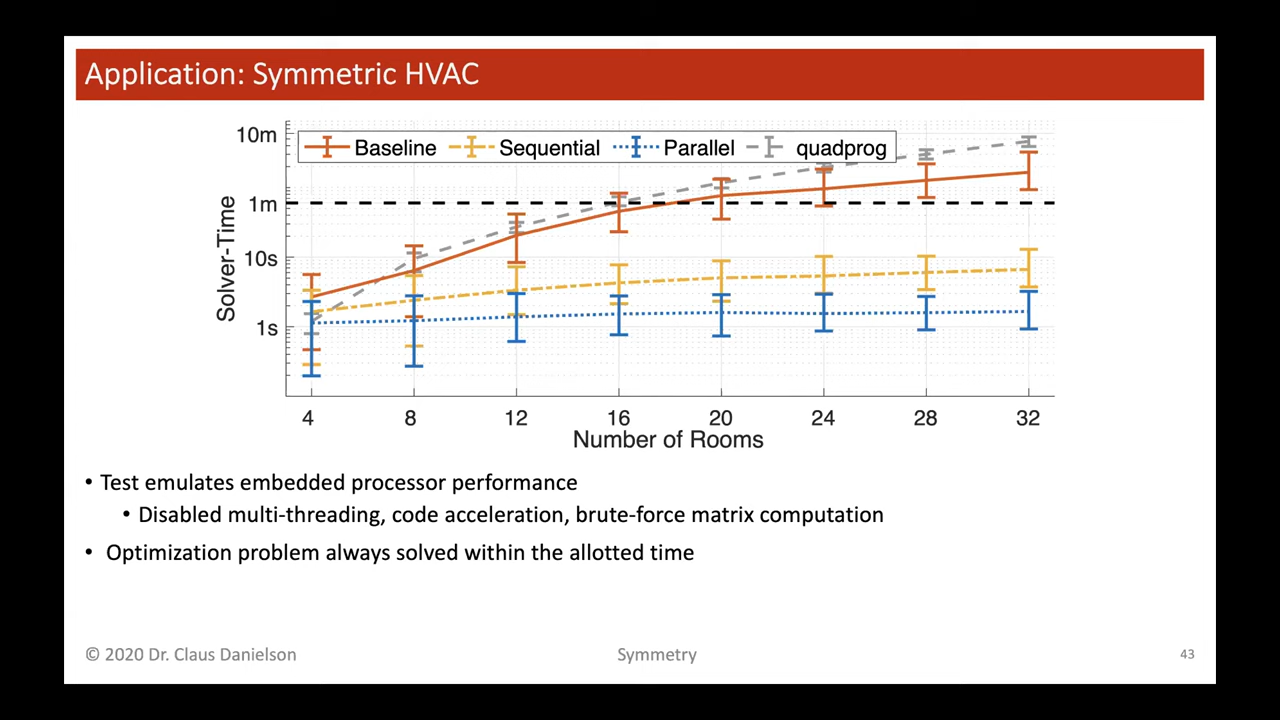 Application: Symmetric HVAC
10m
Baseline Sequential Parallel quadprog
1m
10s
1s
Solver-Time
4 8 12 16 20 24 28 32
Number of Rooms
• Test emulates embedded processor performance
• Disabled multi-threading, code acceleration, brute-force matrix computation
• Optimization problem always solved within the allotted time
© 2020 Dr. Claus Danielson Symmetry 43